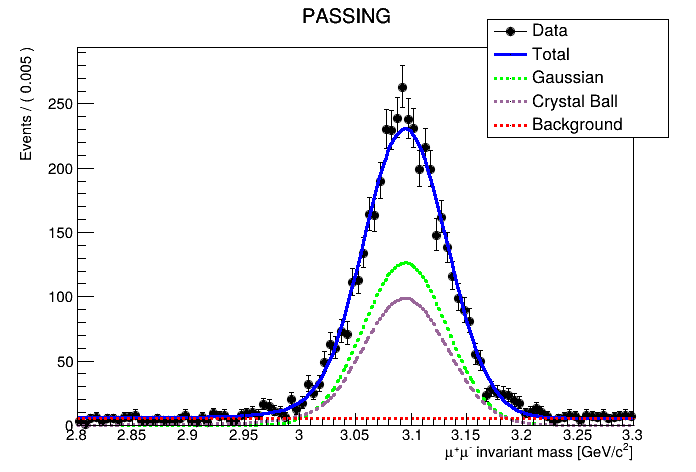 PASSING
Data
Total
Gaussian
Crystal Ball
Background
Events / ( 0.005 )
250
200
150
100
50
0
2.8 2.85 2.9 2.95 3 3.05 3.1 3.15 3.2 3.25 3.3
μ⁺μ⁻ invariant mass [GeV/c²]